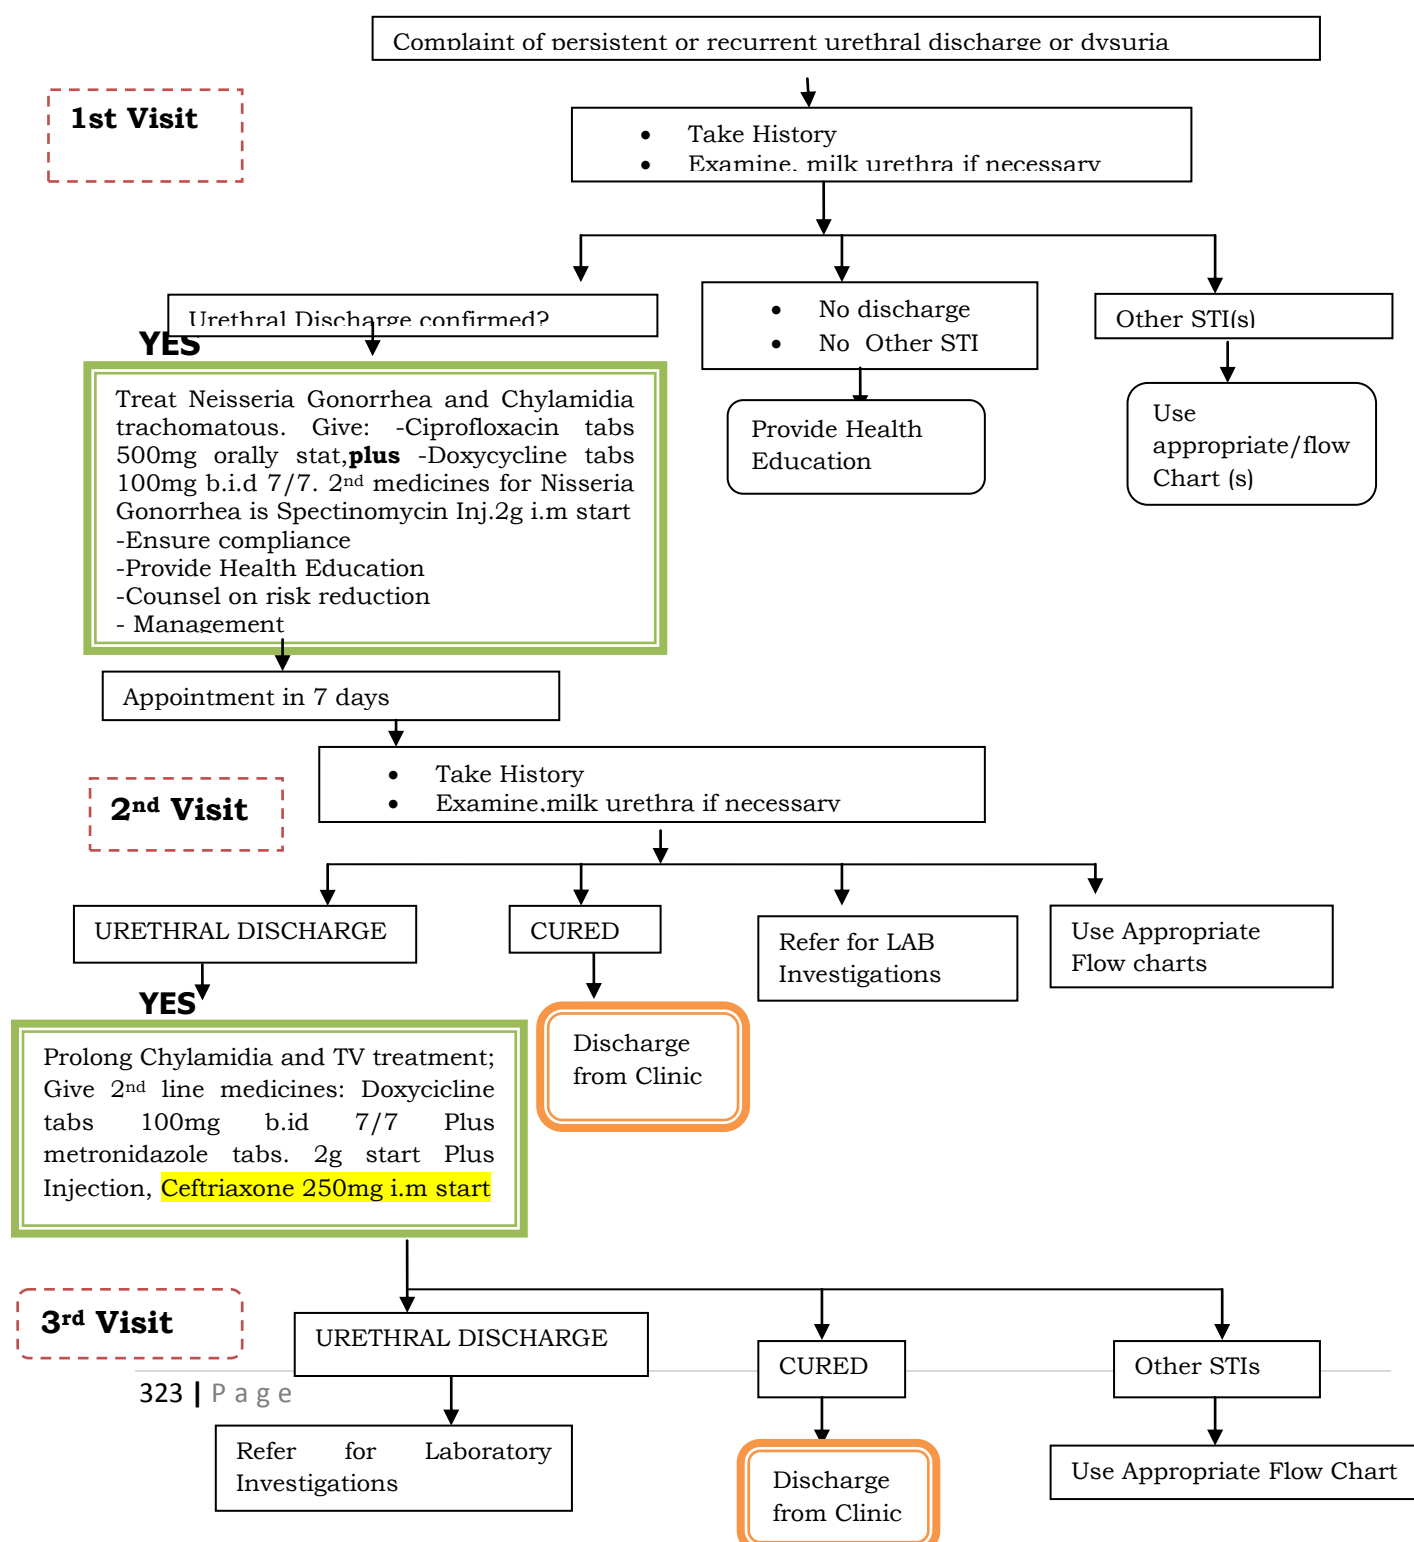 Complaint of persistent or recurrent urethral discharge or dysuria
1st Visit
• Take History
• Examine, milk urethra if necessary
Urethral Discharge confirmed?
• No discharge
• No Other STI
Other STI(s)
YES
Treat Neisseria Gonorrhea and Chylamidia
trachomatous. Give: -Ciprofloxacin tabs
500mg orally stat,plus -Doxycycline tabs
100mg b.i.d 7/7. 2nd medicines for Nisseria
Gonorrhea is Spectinomycin Inj.2g i.m start
-Ensure compliance
-Provide Health Education
-Counsel on risk reduction
- Management
Provide Health
Education
Use
appropriate/flow
Chart (s)
Appointment in 7 days
2nd Visit
• Take History
• Examine,milk urethra if necessary
URETHRAL DISCHARGE
CURED
Refer for LAB
Investigations
Use Appropriate
Flow charts
YES
Prolong Chylamidia and TV treatment;
Give 2nd line medicines: Doxycicline
tabs 100mg b.id 7/7 Plus
metronidazole tabs. 2g start Plus
Injection, Ceftriaxone 250mg i.m start
Discharge
from Clinic
3rd Visit
URETHRAL DISCHARGE
CURED
Other STIs
323 | Page
Refer for Laboratory
Investigations
Discharge
from Clinic
Use Appropriate Flow Chart